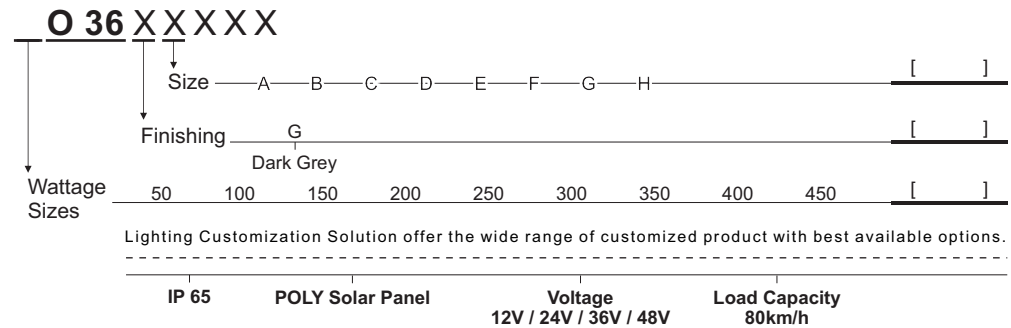 _ O 36 X X X X X
Size A B C D E F G H [ ]
Finishing G [ ]
Dark Grey
Wattage Sizes 50 100 150 200 250 300 350 400 450 [ ]
Lighting Customization Solution offer the wide range of customized product with best available options.
IP 65 POLY Solar Panel Voltage Load Capacity
12V / 24V / 36V / 48V 80km/h